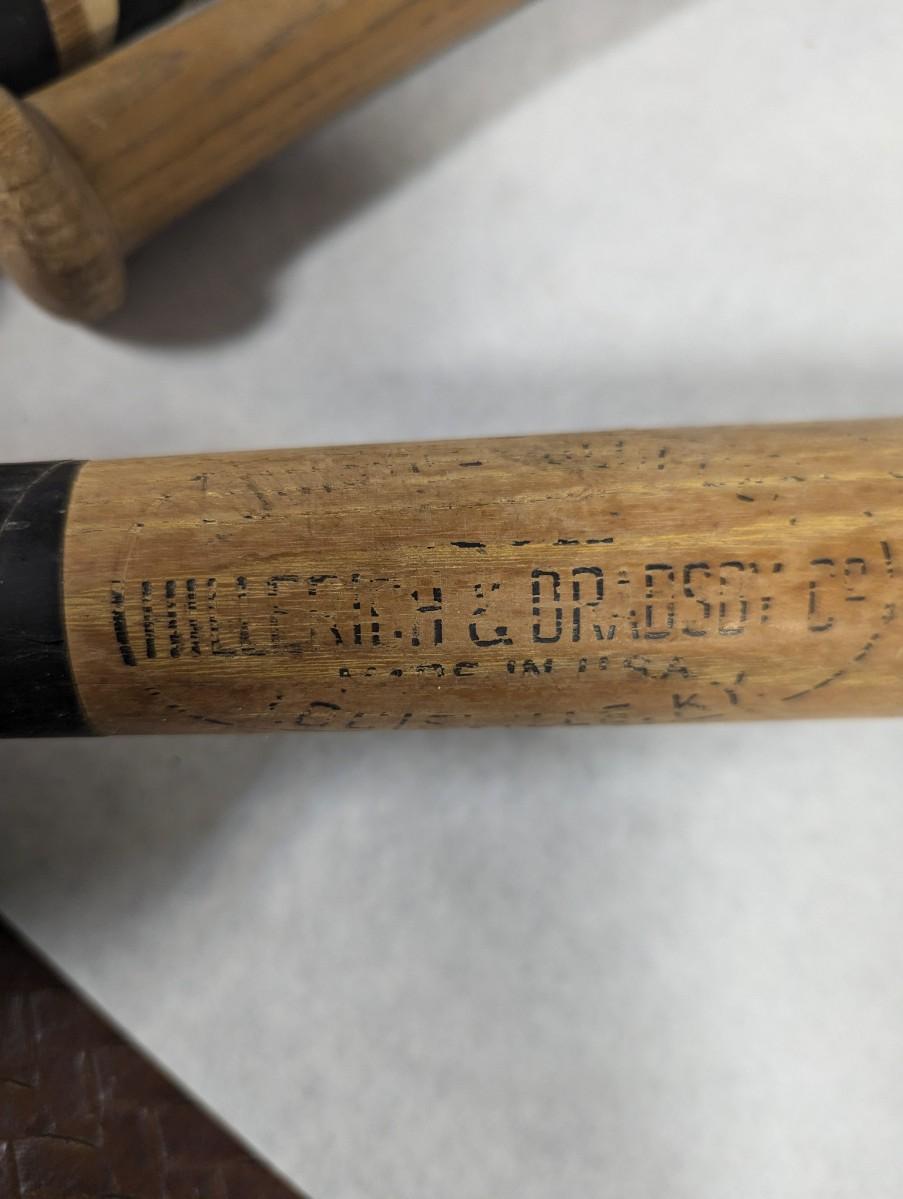 HILLERICH & BRADSBY CO
MADE IN USA
LOUISVILLE KY